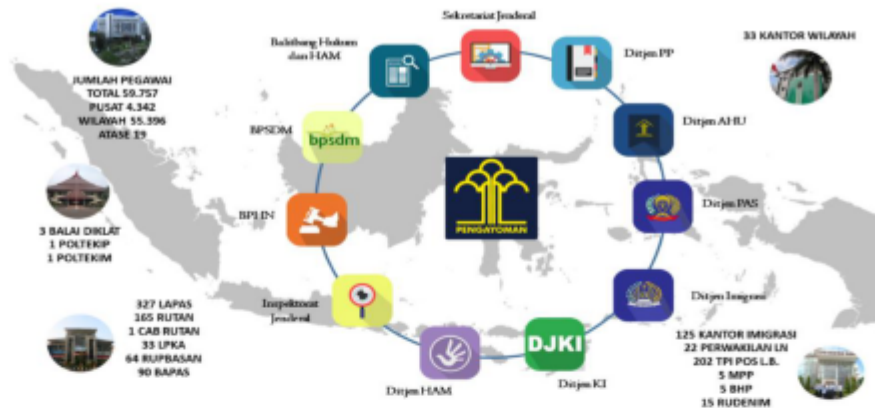 Sekretariat Jenderal
Balitbang Hukum
dan HAM
Ditjen PP
33 KANTOR WILAYAH
JUMLAH PEGAWAI
TOTAL 59.757
PUSAT 4.342
WILAYAH 55.396
ATASE 19
BPSDM
bpsdm
Ditjen AHU
BPHN
PENGAYOMAN
Ditjen PAS
3 BALAI DIKLAT
1 POLTEKIP
1 POLTEKIM
Inspektorat
Jenderal
Ditjen Imigrasi
327 LAPAS
165 RUTAN
1 CAB RUTAN
33 LPKA
64 RUPBASAN
90 BAPAS
Ditjen HAM
DJKI
Ditjen KI
125 KANTOR IMIGRASI
22 PERWAKILAN LN
202 TPI POS L.B.
5 MPP
5 BHP
15 RUDENIM